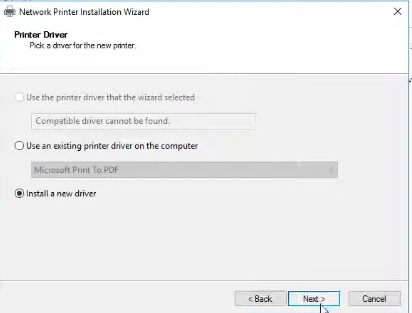 Network Printer Installation Wizard
Printer Driver
Pick a driver for the new printer.
Use the printer driver that the wizard selected
Compatible driver cannot be found.
Use an existing printer driver on the computer
Microsoft Print To PDF
Install a new driver
< Back Next > Cancel